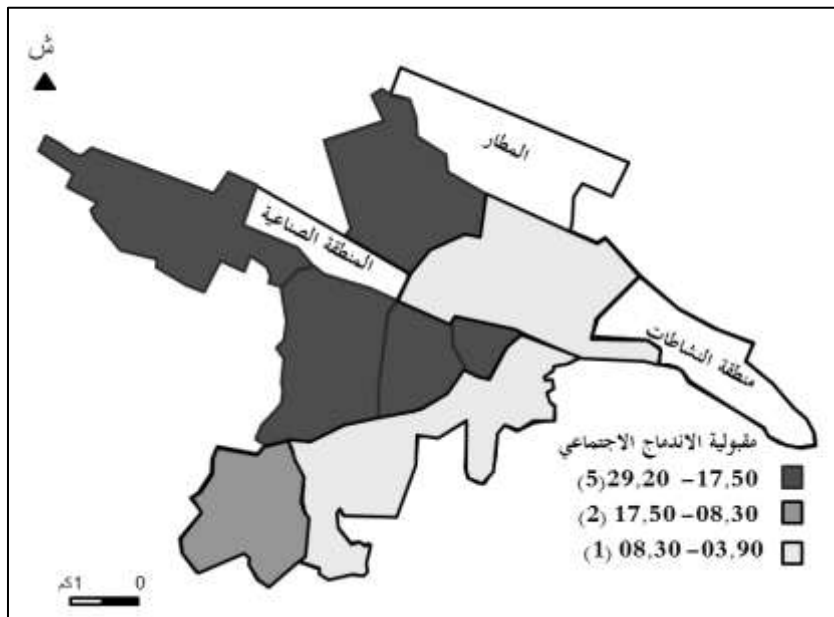 ش
المطار
المنطقة الصناعية
منطقة النشاطات
مقبولية الاندماج الاجتماعي
17,50 – 29,20 (5)
08,30 – 17,50 (2)
03,90 – 08,30 (1)
0 1كم